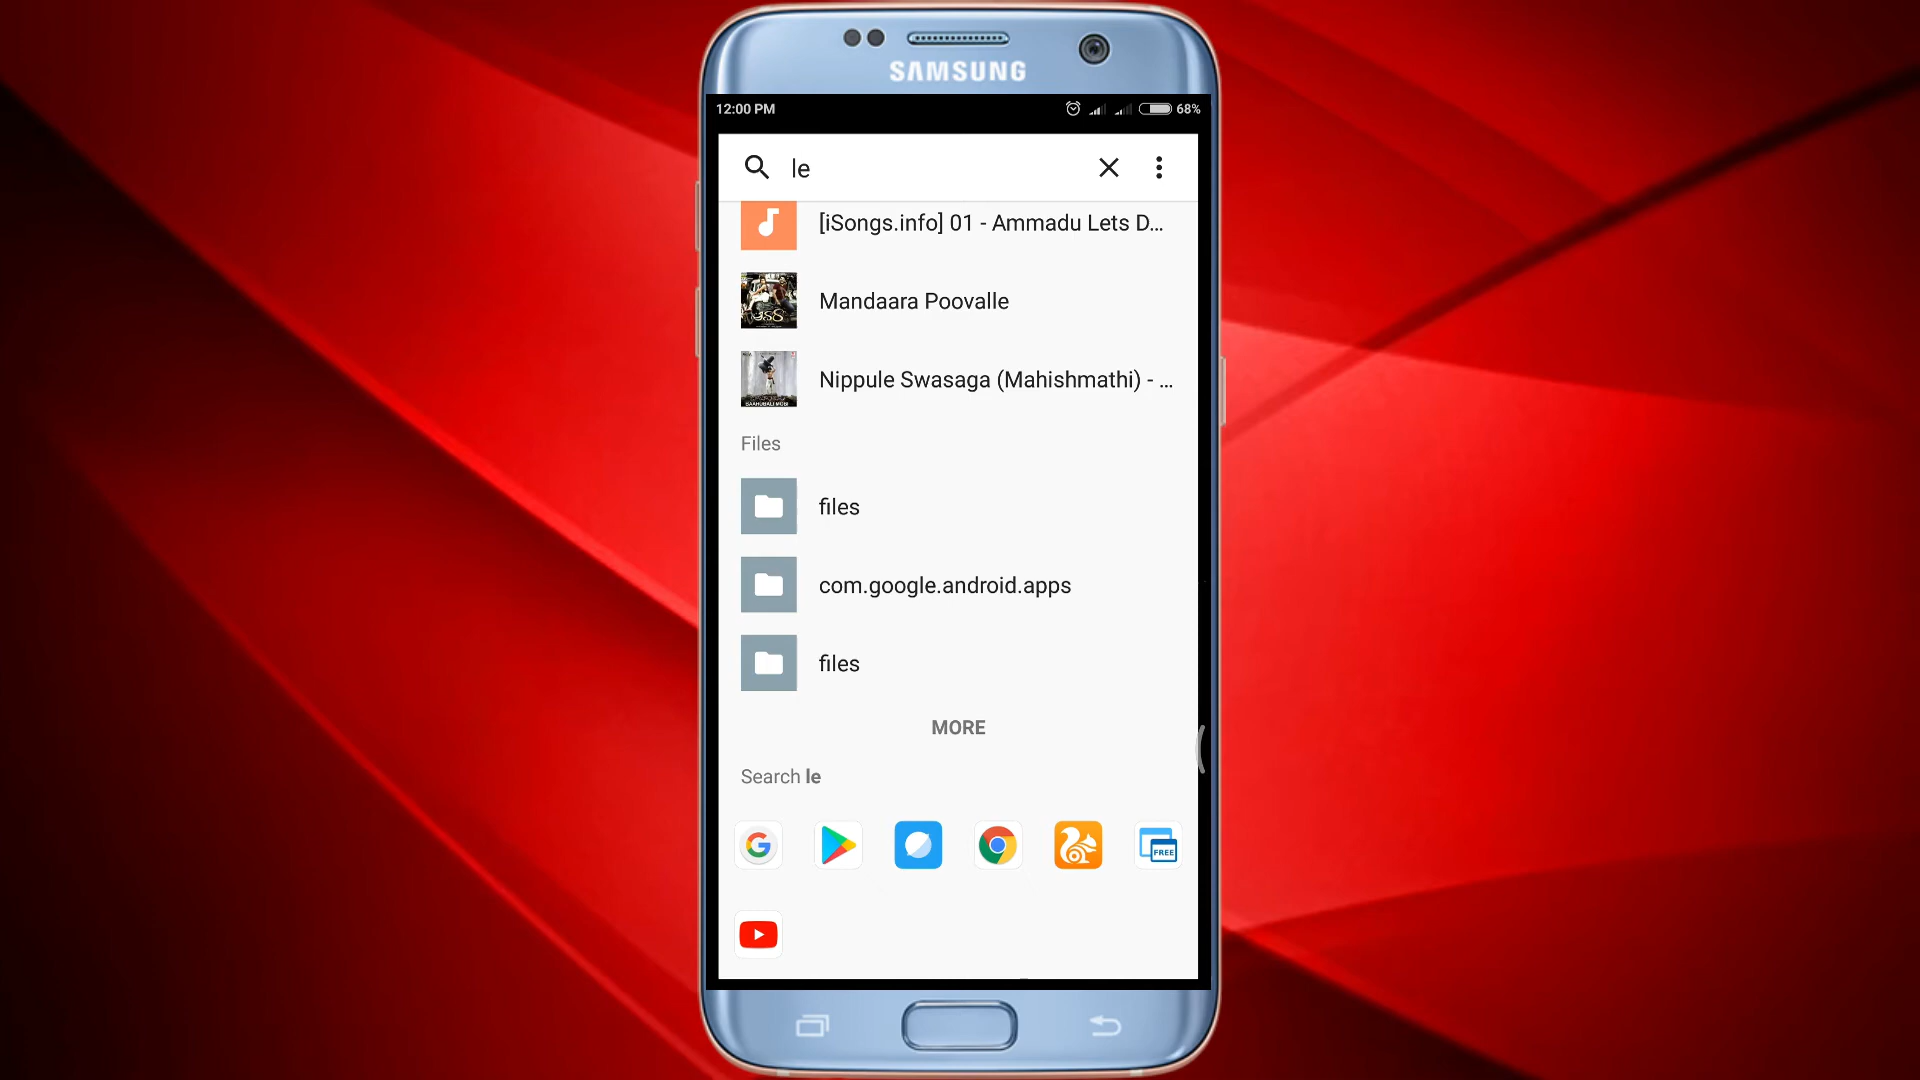 SAMSUNG
12:00 PM 68%
le
[iSongs.info] 01 - Ammadu Lets D...
Mandaara Poovalle
Nippule Swasaga (Mahishmathi) - ...
Files
files
com.google.android.apps
files
MORE
Search le
FREE